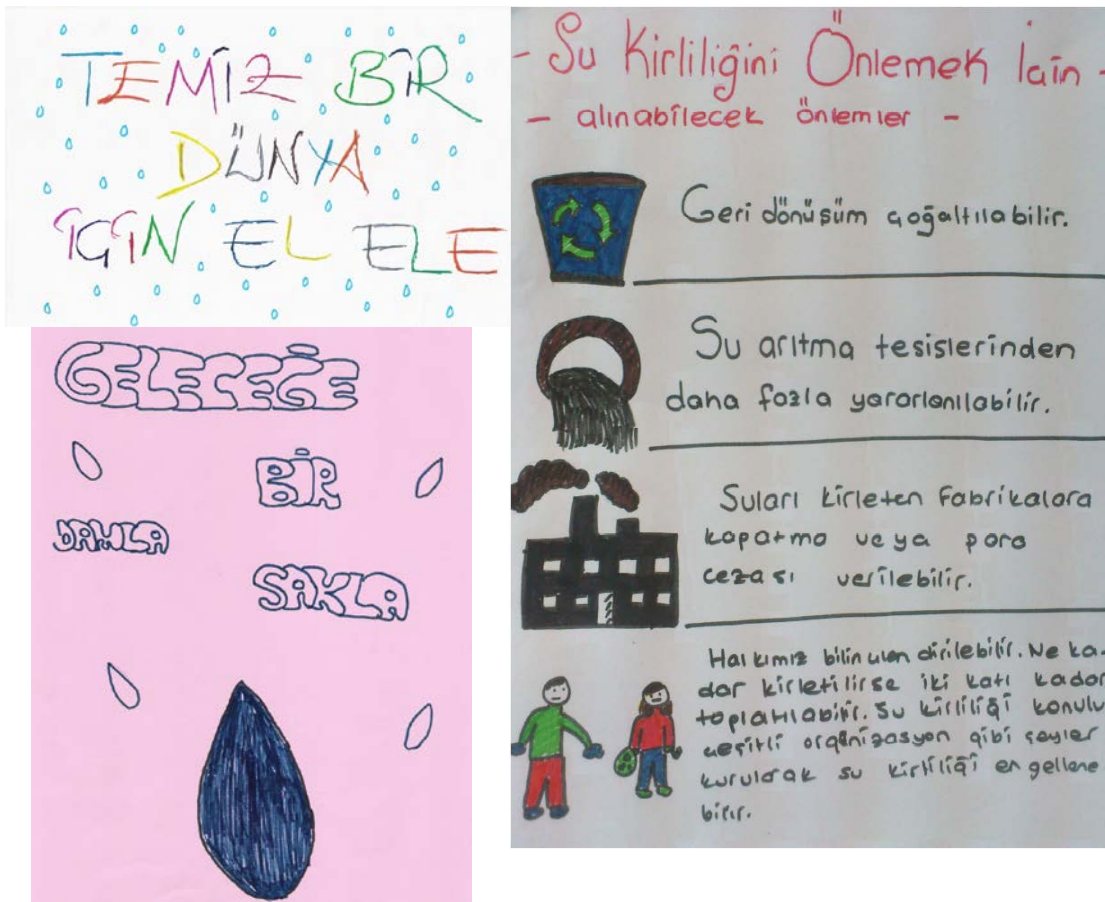 TEMİZ BİR
DÜNYA
İÇİN EL ELE
GELECEĞE
BİR
DAMLA
SAKLA
- Su Kirliliğini Önlemek İçin -
- alınabilecek önlemler -
Geri dönüşüm çoğaltılabilir.
Su arıtma tesislerinden
daha fazla yararlanılabilir.
Suları kirleten fabrikalara
kapatma veya para
cezası verilebilir.
Halkımız bilinçlendirilebilir. Ne ka-
dar kirletilirse iki katı kadar
toplatılabilir. Su kirliliği konulu
çeşitli organizasyon gibi şeyler
kurularak su kirliliği engellene
bilir.